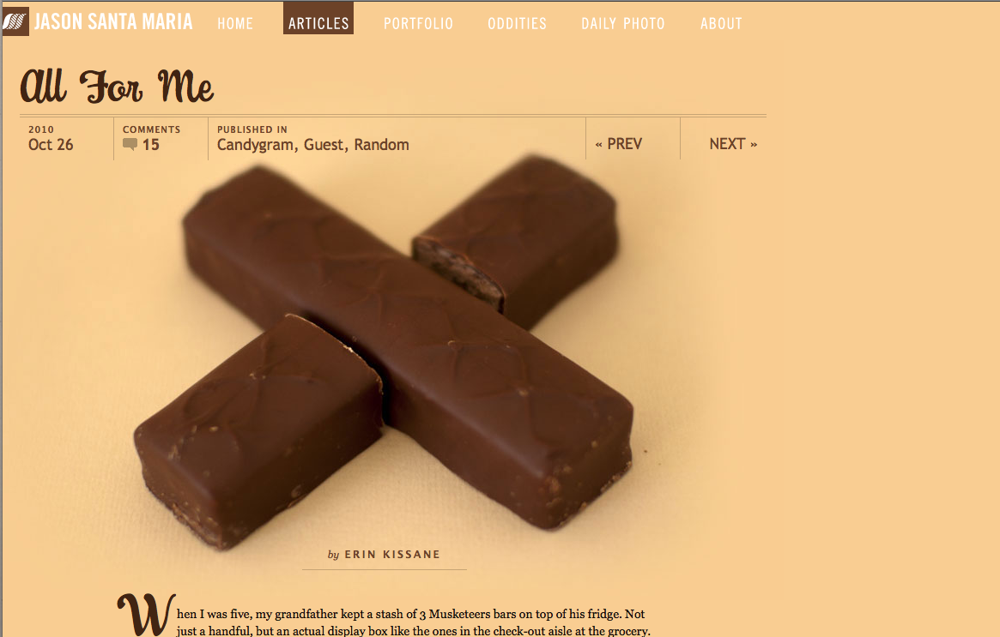 JASON SANTA MARIA HOME ARTICLES PORTFOLIO ODDITIES DAILY PHOTO ABOUT
All For Me
2010 COMMENTS PUBLISHED IN
Oct 26 15 Candygram, Guest, Random « PREV NEXT »
by ERIN KISSANE
When I was five, my grandfather kept a stash of 3 Musketeers bars on top of his fridge. Not
just a handful, but an actual display box like the ones in the check-out aisle at the grocery.